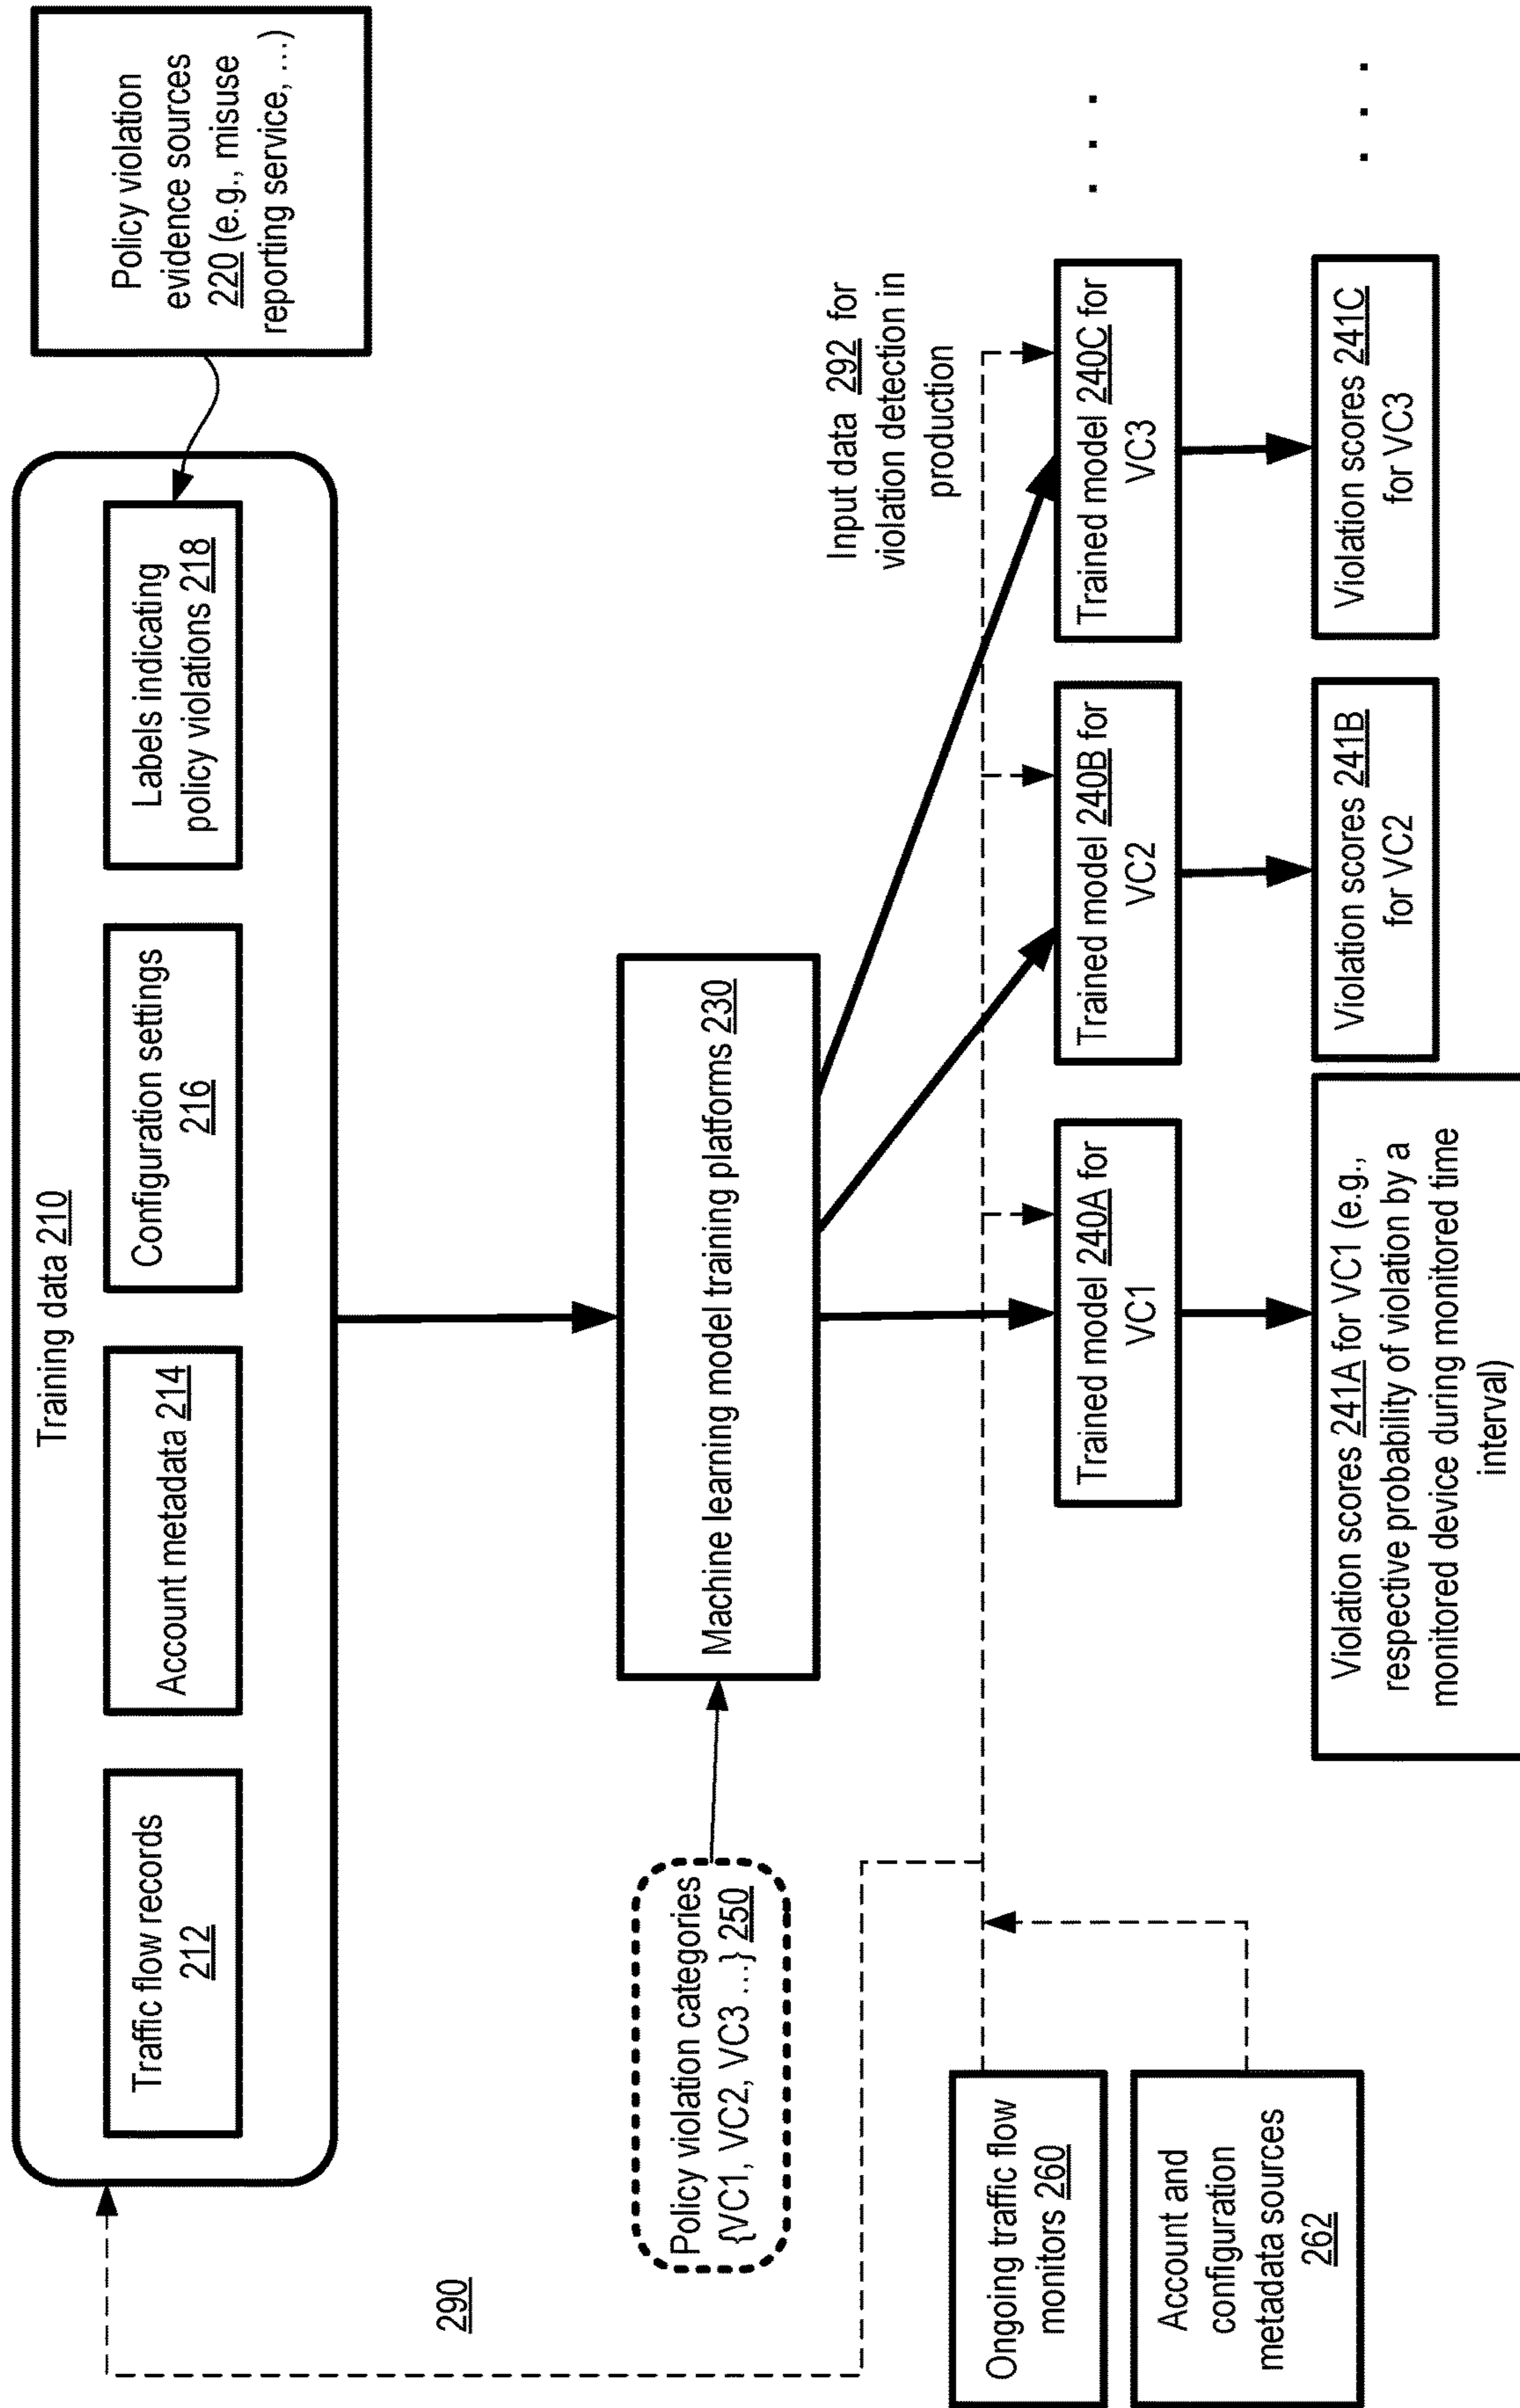 Training data 210
Traffic flow records
212
Account metadata 214
Configuration settings
216
Labels indicating
policy violations 218
Policy violation
evidence sources
220 (e.g., misuse
reporting service, ...)
290
Policy violation categories
{VC1, VC2, VC3 ...} 250
Machine learning model training platforms 230
Input data 292 for
violation detection in
production
Ongoing traffic flow
monitors 260
Account and
configuration
metadata sources
262
Trained model 240A for
VC1
Trained model 240B for
VC2
Trained model 240C for
VC3
. . .
Violation scores 241A for VC1 (e.g.,
respective probability of violation by a
monitored device during monitored time
interval)
Violation scores 241B
for VC2
Violation scores 241C
for VC3
. . .